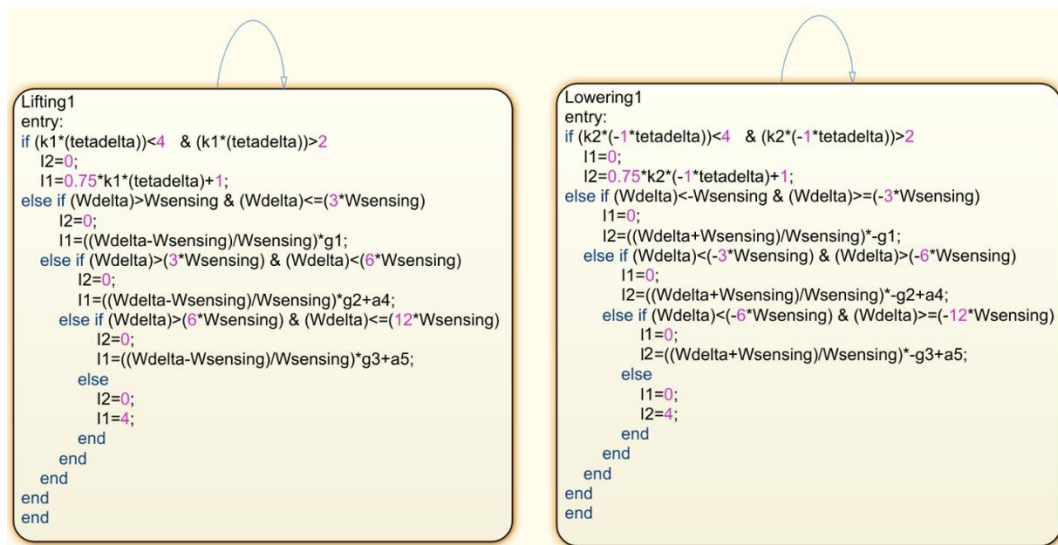 Lifting1
entry:
if (k1*(tetadelta))<4 & (k1*(tetadelta))>2
I2=0;
I1=0.75*k1*(tetadelta)+1;
else if (Wdelta)>Wsensing & (Wdelta)<=(3*Wsensing)
I2=0;
I1=((Wdelta-Wsensing)/Wsensing)*g1;
else if (Wdelta)>(3*Wsensing) & (Wdelta)<(6*Wsensing)
I2=0;
I1=((Wdelta-Wsensing)/Wsensing)*g2+a4;
else if (Wdelta)>(6*Wsensing) & (Wdelta)<=(12*Wsensing)
I2=0;
I1=((Wdelta-Wsensing)/Wsensing)*g3+a5;
else
I2=0;
I1=4;
end
end
end
end
end
Lowering1
entry:
if (k2*(-1*tetadelta))<4 & (k2*(-1*tetadelta))>2
I1=0;
I2=0.75*k2*(-1*tetadelta)+1;
else if (Wdelta)<-Wsensing & (Wdelta)>=(-3*Wsensing)
I1=0;
I2=((Wdelta+Wsensing)/Wsensing)*-g1;
else if (Wdelta)<(-3*Wsensing) & (Wdelta)>(-6*Wsensing)
I1=0;
I2=((Wdelta+Wsensing)/Wsensing)*-g2+a4;
else if (Wdelta)<(-6*Wsensing) & (Wdelta)>=(-12*Wsensing)
I1=0;
I2=((Wdelta+Wsensing)/Wsensing)*-g3+a5;
else
I1=0;
I2=4;
end
end
end
end
end